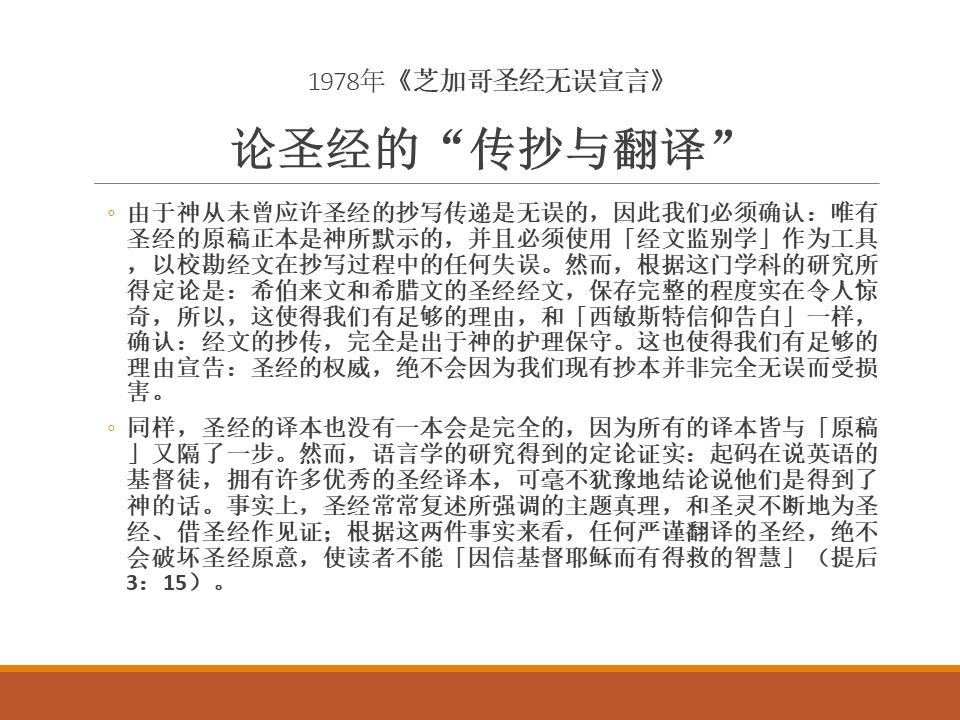 1978年《芝加哥圣经无误宣言》
论圣经的“传抄与翻译”
◦ 由于神从未曾应许圣经的抄写传递是无误的，因此我们必须确认：唯有
圣经的原稿正本是神所默示的，并且必须使用「经文监别学」作为工具
，以校勘经文在抄写过程中的任何失误。然而，根据这门学科的研究所
得定论是：希伯来文和希腊文的圣经经文，保存完整的程度实在令人惊
奇，所以，这使得我们有足够的理由，和「西敏斯特信仰告白」一样，
确认：经文的抄传，完全是出于神的护理保守。这也使得我们有足够的
理由宣告：圣经的权威，绝不会因为我们现有抄本并非完全无误而受损
害。
◦ 同样，圣经的译本也没有一本会是完全的，因为所有的译本皆与「原稿
」又隔了一步。然而，语言学的研究得到的定论证实：起码在说英语的
基督徒，拥有许多优秀的圣经译本，可毫不犹豫地结论说他们是得到了
神的话。事实上，圣经常常复述所强调的主题真理，和圣灵不断地为圣
经、借圣经作见证；根据这两件事实来看，任何严谨翻译的圣经，绝不
会破坏圣经原意，使读者不能「因信基督耶稣而有得救的智慧」（提后
3：15）。